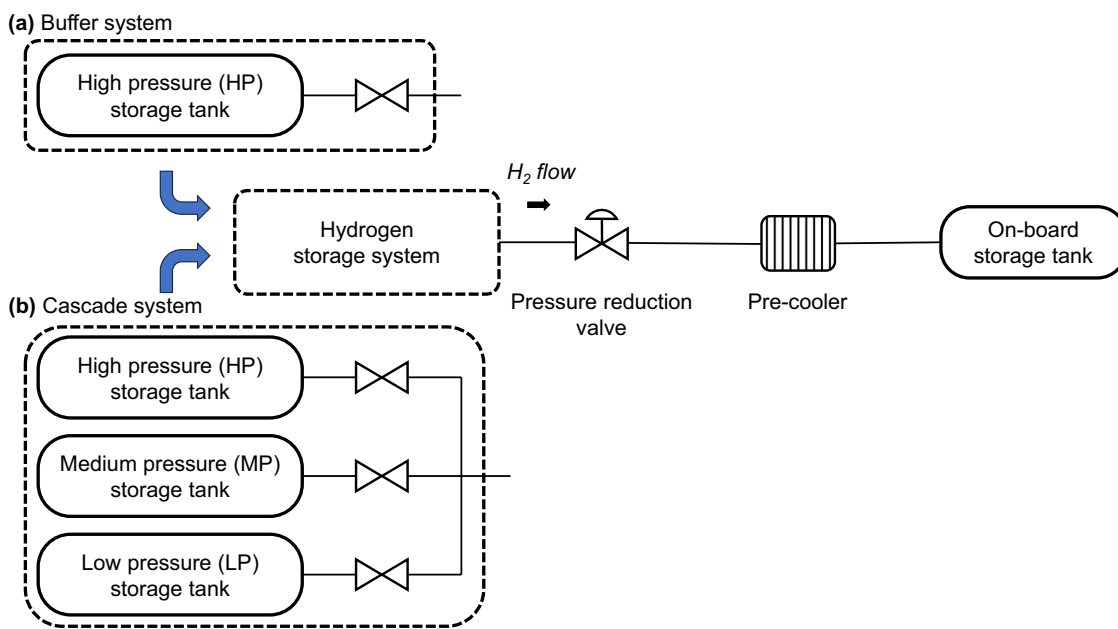 (a) Buffer system
High pressure (HP)
storage tank
H2 flow
Hydrogen
storage system
On-board
storage tank
Pressure reduction
valve
Pre-cooler
(b) Cascade system
High pressure (HP)
storage tank
Medium pressure (MP)
storage tank
Low pressure (LP)
storage tank